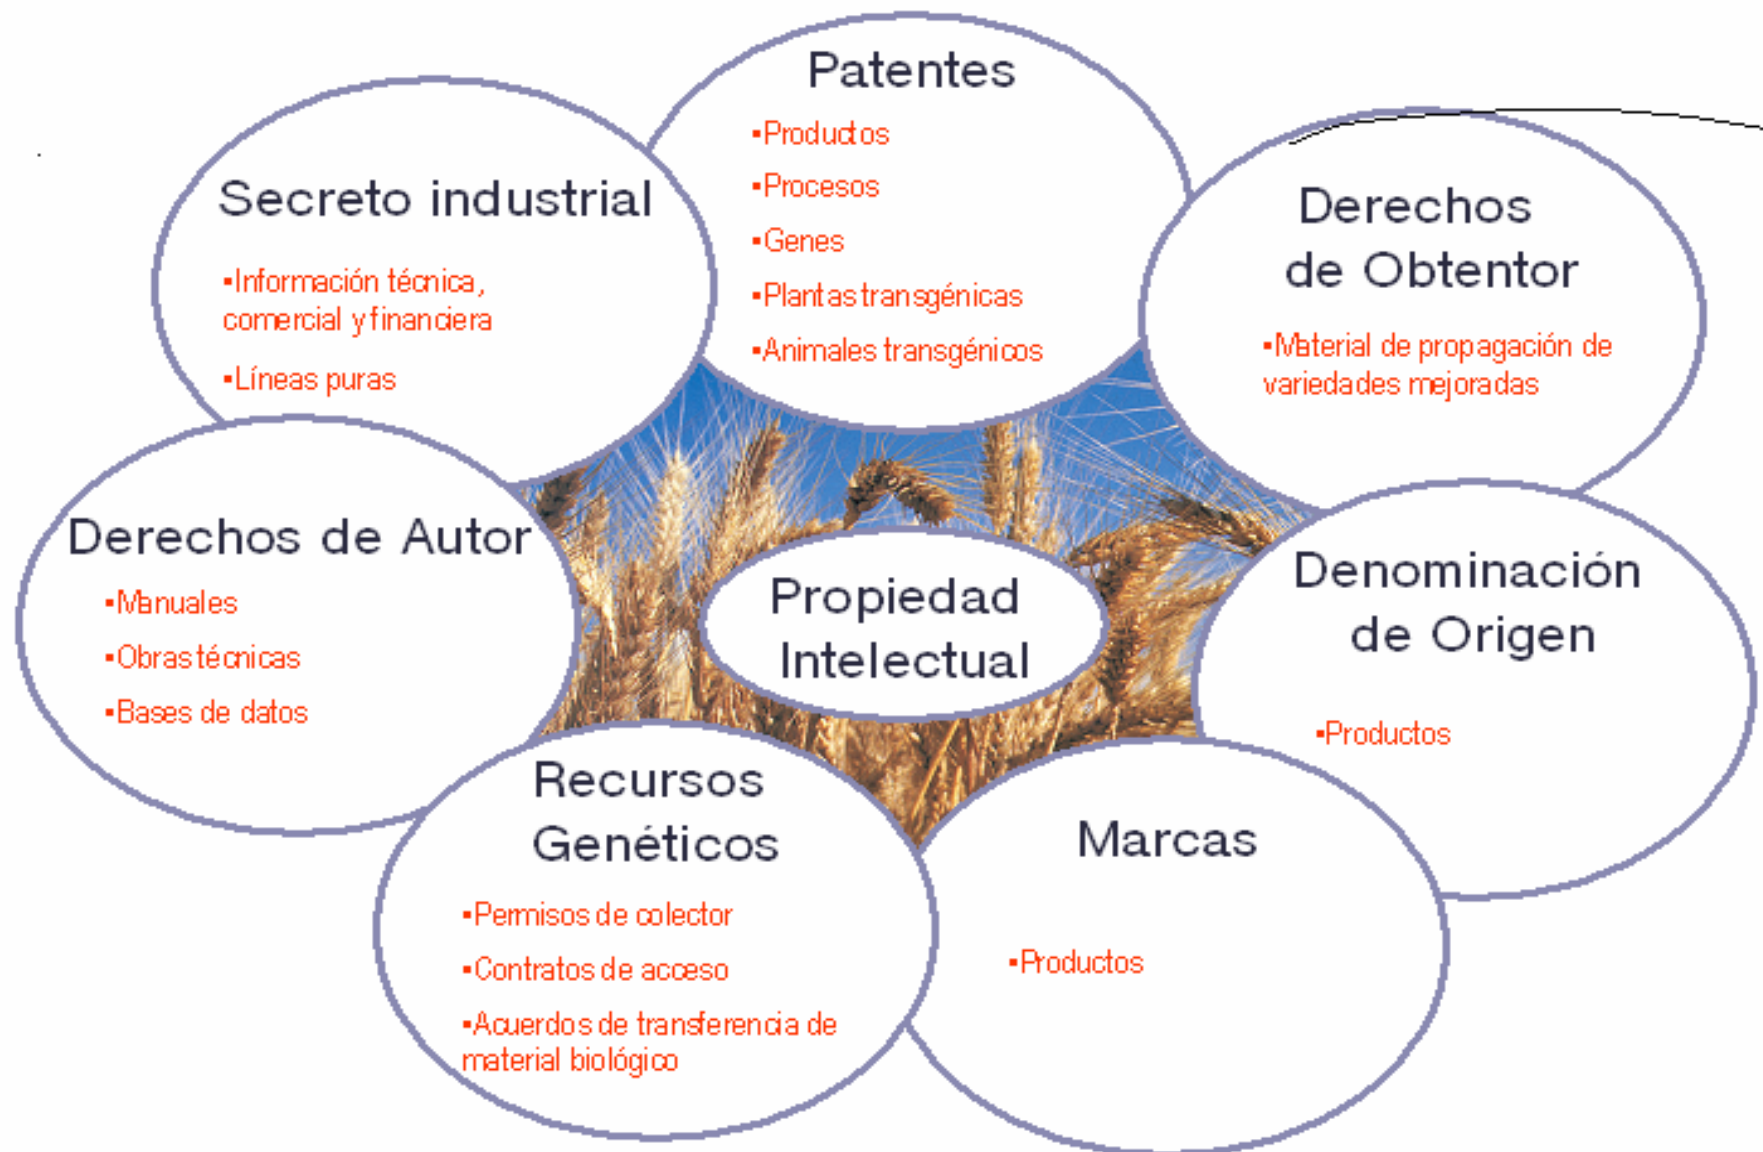 Patentes
▪Productos
▪Procesos
▪Genes
▪Plantas transgénicas
▪Animales transgénicos
Secreto industrial
▪Información técnica,
comercial y financiera
▪Líneas puras
Derechos
de Obtentor
▪Material de propagación de
variedades mejoradas
Derechos de Autor
▪Manuales
▪Obras técnicas
▪Bases de datos
Propiedad
Intelectual
Denominación
de Origen
▪Productos
Recursos
Genéticos
▪Permisos de colector
▪Contratos de acceso
▪Acuerdos de transferencia de
material biológico
Marcas
▪Productos